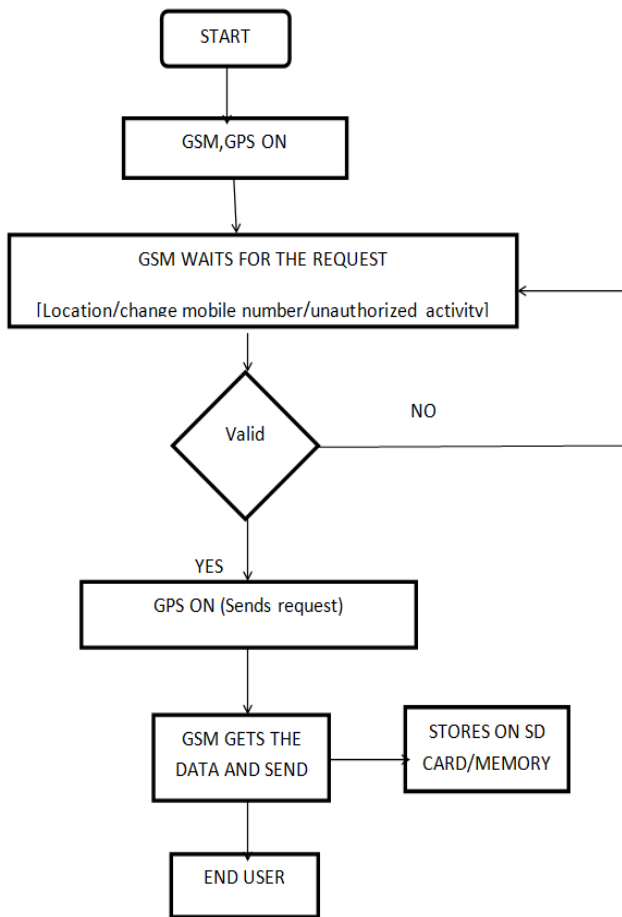 START
GSM,GPS ON
GSM WAITS FOR THE REQUEST
[Location/change mobile number/unauthorized activity]
Valid
NO
YES
GPS ON (Sends request)
GSM GETS THE
DATA AND SEND
STORES ON SD
CARD/MEMORY
END USER